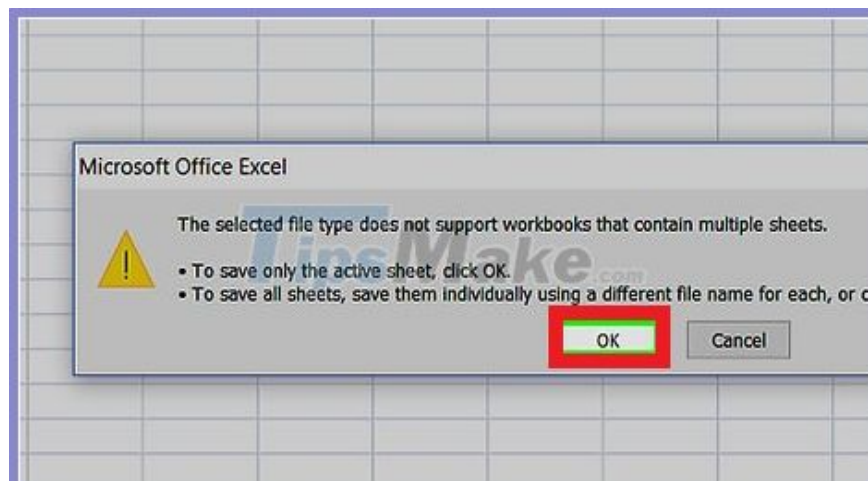 Microsoft Office Excel
The selected file type does not support workbooks that contain multiple sheets.
TipsMake.com
• To save only the active sheet, click OK.
• To save all sheets, save them individually using a different file name for each, or
OK
Cancel